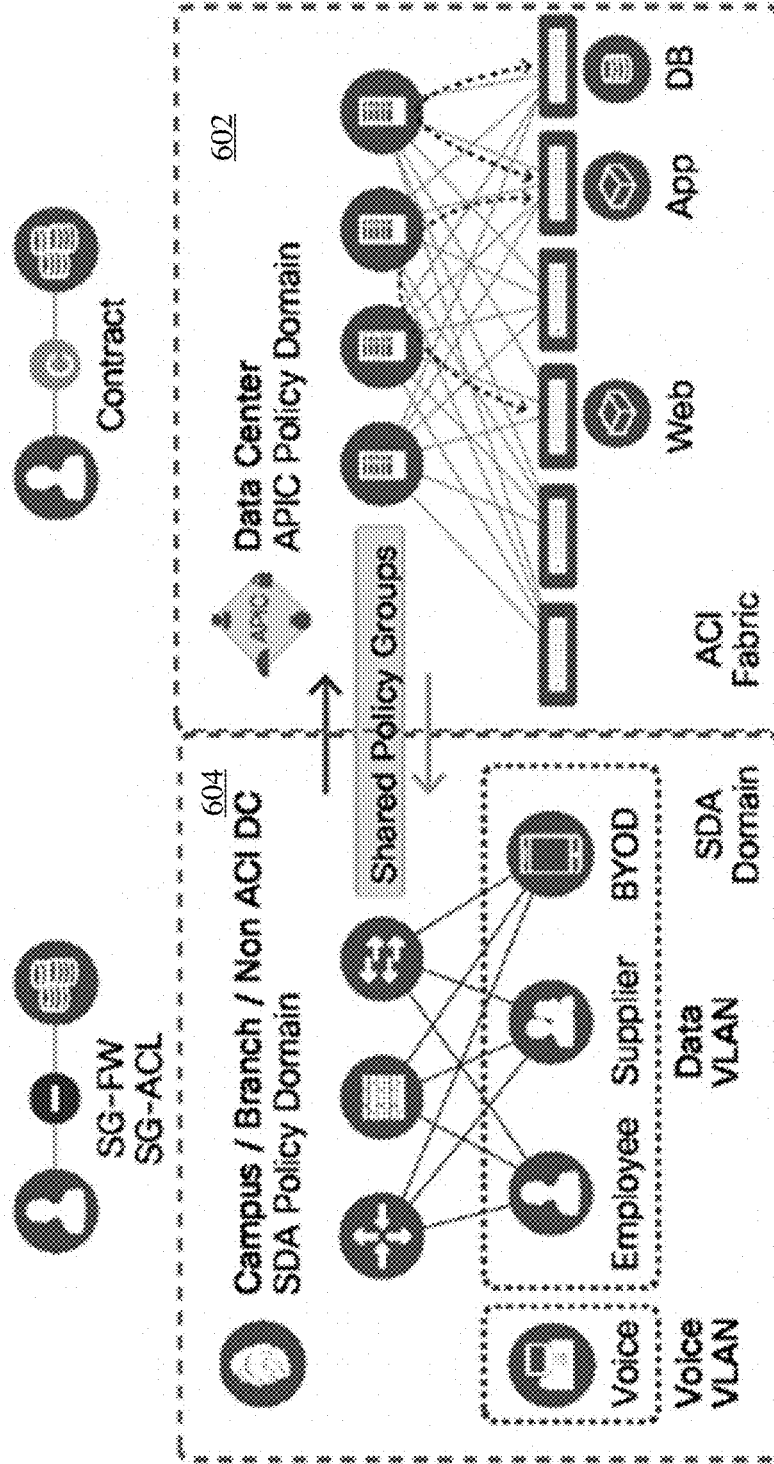 SG-FW
SG-ACL
Contract
604
Campus / Branch / Non ACI DC
SDA Policy Domain
602
APIC
Data Center
APIC Policy Domain
Shared Policy Groups
Voice
Employee
Supplier
BYOD
Voice
VLAN
Data
VLAN
SDA
Domain
Web
App
DB
ACI
Fabric